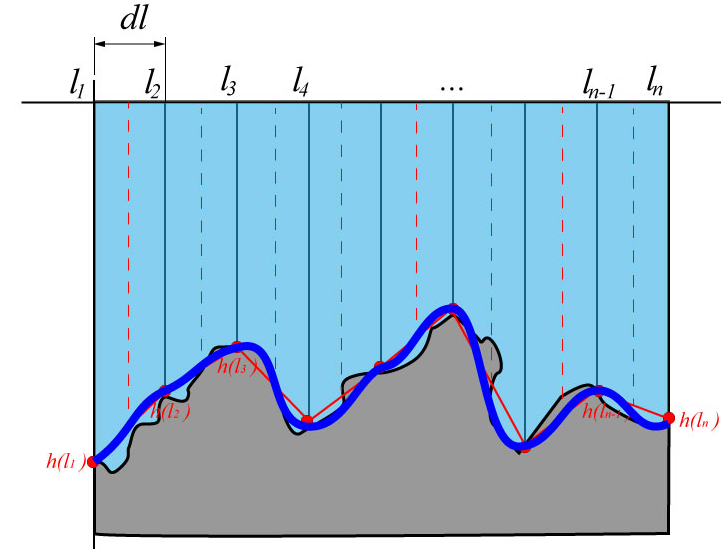 dl
l1 l2 l3 l4 ... ln-1 ln
h(l3)
h(l2)
h(ln-1
h(ln)
h(l1)